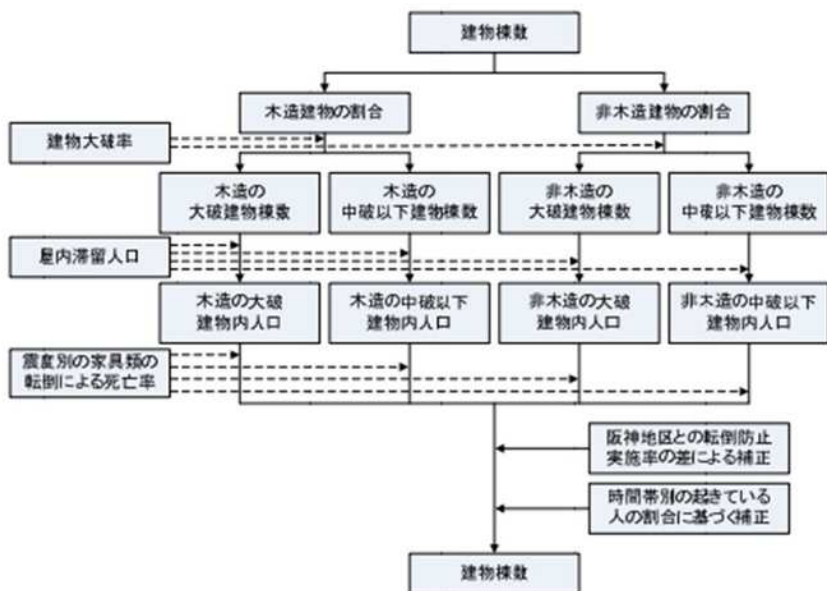 建物棟数
木造建物の割合
非木造建物の割合
建物大破率
木造の
大破建物棟数
木造の
中破以下建物棟数
非木造の
大破建物棟数
非木造の
中破以下建物棟数
屋内滞留人口
木造の大破
建物内人口
木造の中破以下
建物内人口
非木造の大破
建物内人口
非木造の中破以下
建物内人口
震度別の家具類の
転倒による死亡率
阪神地区との転倒防止
実施率の差による補正
時間帯別の起きている
人の割合に基づく補正
建物棟数